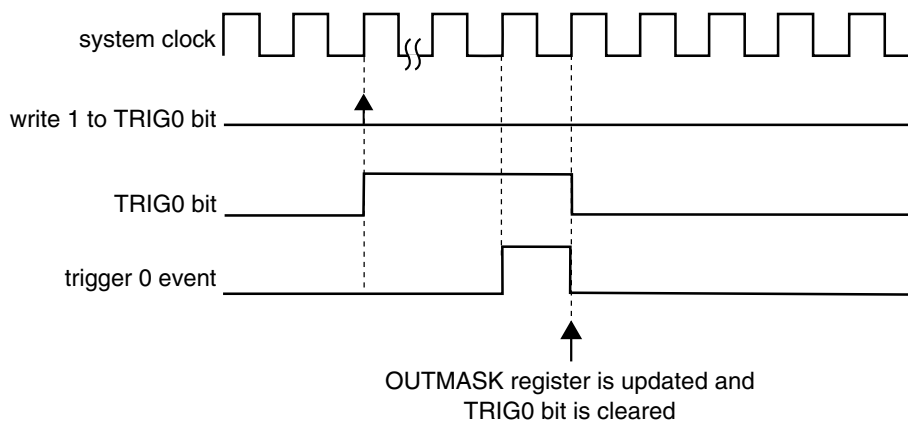 system clock
write 1 to TRIG0 bit
TRIG0 bit
trigger 0 event
OUTMASK register is updated and
TRIG0 bit is cleared